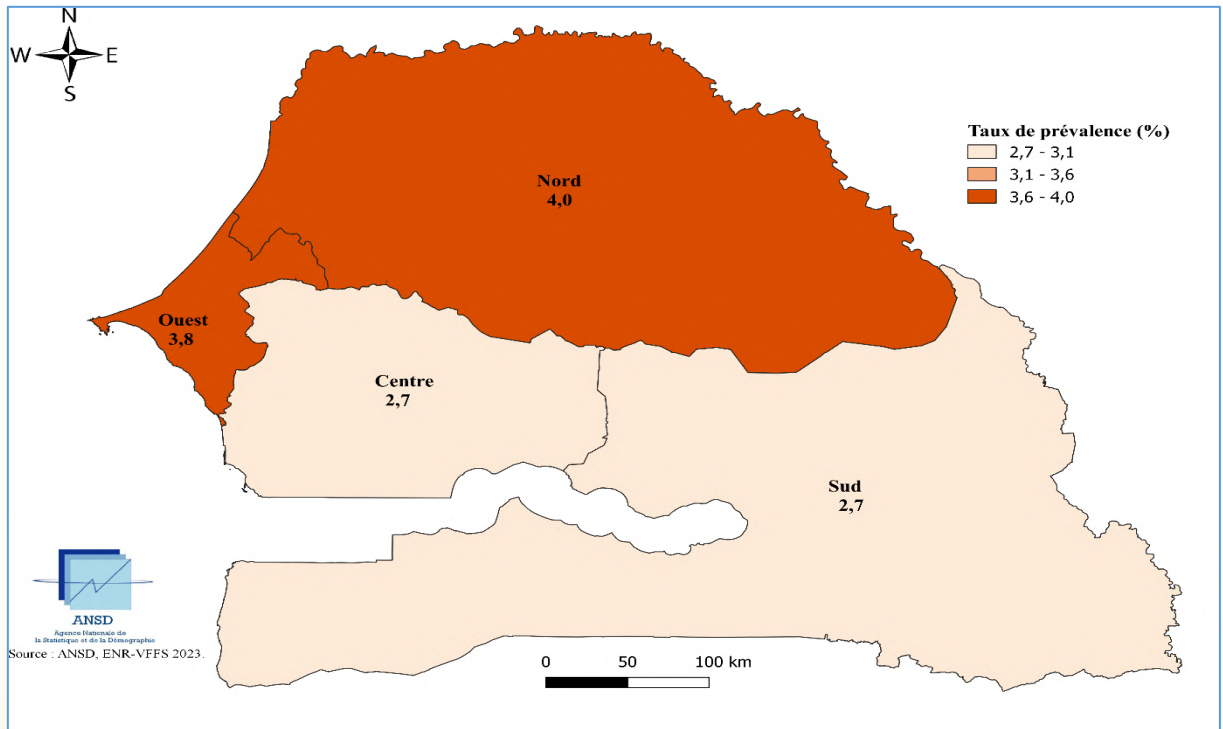 N
W E
S
Taux de prévalence (%)
2,7 - 3,1
3,1 - 3,6
3,6 - 4,0
Nord
4,0
Ouest
3,8
Centre
2,7
Sud
2,7
ANSD
Agence Nationale de
la Statistique et de la Démographie
Source : ANSD, ENR-VFFS 2023.
0 50 100 km